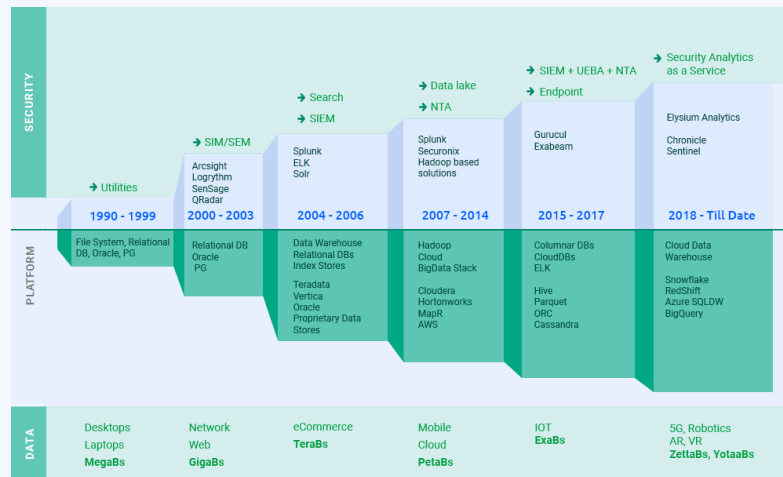 SECURITY
→ Utilities
→ SIM/SEM
→ Search
→ SIEM
→ Data lake
→ NTA
→ SIEM + UEBA + NTA
→ Endpoint
→ Security Analytics
as a Service
Arcsight
Logrythm
SenSage
QRadar
Splunk
ELK
Solr
Splunk
Securonix
Hadoop based
solutions
Gurucul
Exabeam
Elysium Analytics
Chronicle
Sentinel
1990 - 1999
2000 - 2003
2004 - 2006
2007 - 2014
2015 - 2017
2018 - Till Date
PLATFORM
File System, Relational
DB, Oracle, PG
Relational DB
Oracle
PG
Data Warehouse
Relational DBs
Index Stores
Teradata
Vertica
Oracle
Proprietary Data
Stores
Hadoop
Cloud
BigData Stack
Cloudera
Hortonworks
MapR
AWS
Columnar DBs
CloudDBs
ELK
Hive
Parquet
ORC
Cassandra
Cloud Data
Warehouse
Snowflake
RedShift
Azure SQLDW
BigQuery
DATA
Desktops
Laptops
MegaBs
Network
Web
GigaBs
eCommerce
TeraBs
Mobile
Cloud
PetaBs
IOT
ExaBs
5G, Robotics
AR, VR
ZettaBs, YotaaBs